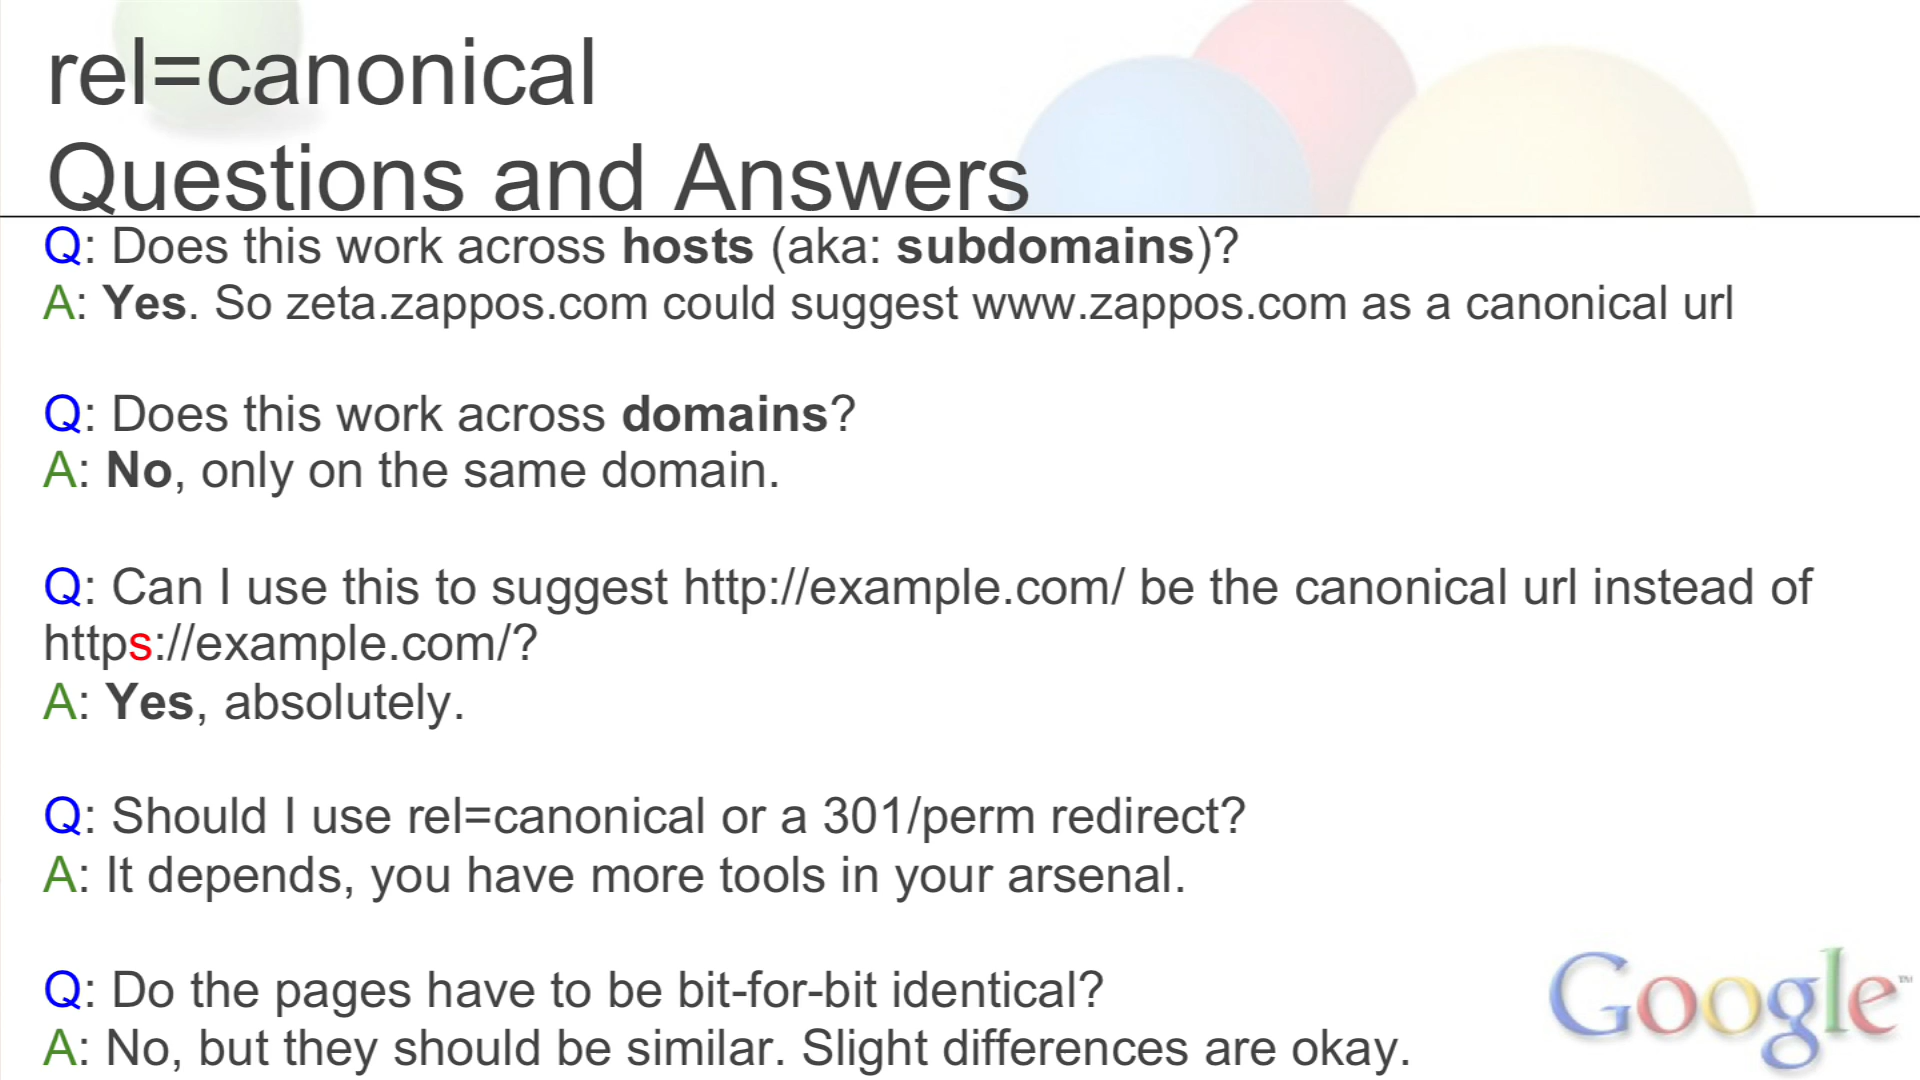 rel=canonical
Questions and Answers
Q: Does this work across hosts (aka: subdomains)?
A: Yes. So zeta.zappos.com could suggest www.zappos.com as a canonical url
Q: Does this work across domains?
A: No, only on the same domain.
Q: Can I use this to suggest http://example.com/ be the canonical url instead of
https://example.com/?
A: Yes, absolutely.
Q: Should I use rel=canonical or a 301/perm redirect?
A: It depends, you have more tools in your arsenal.
Q: Do the pages have to be bit-for-bit identical?
A: No, but they should be similar. Slight differences are okay.
Google™